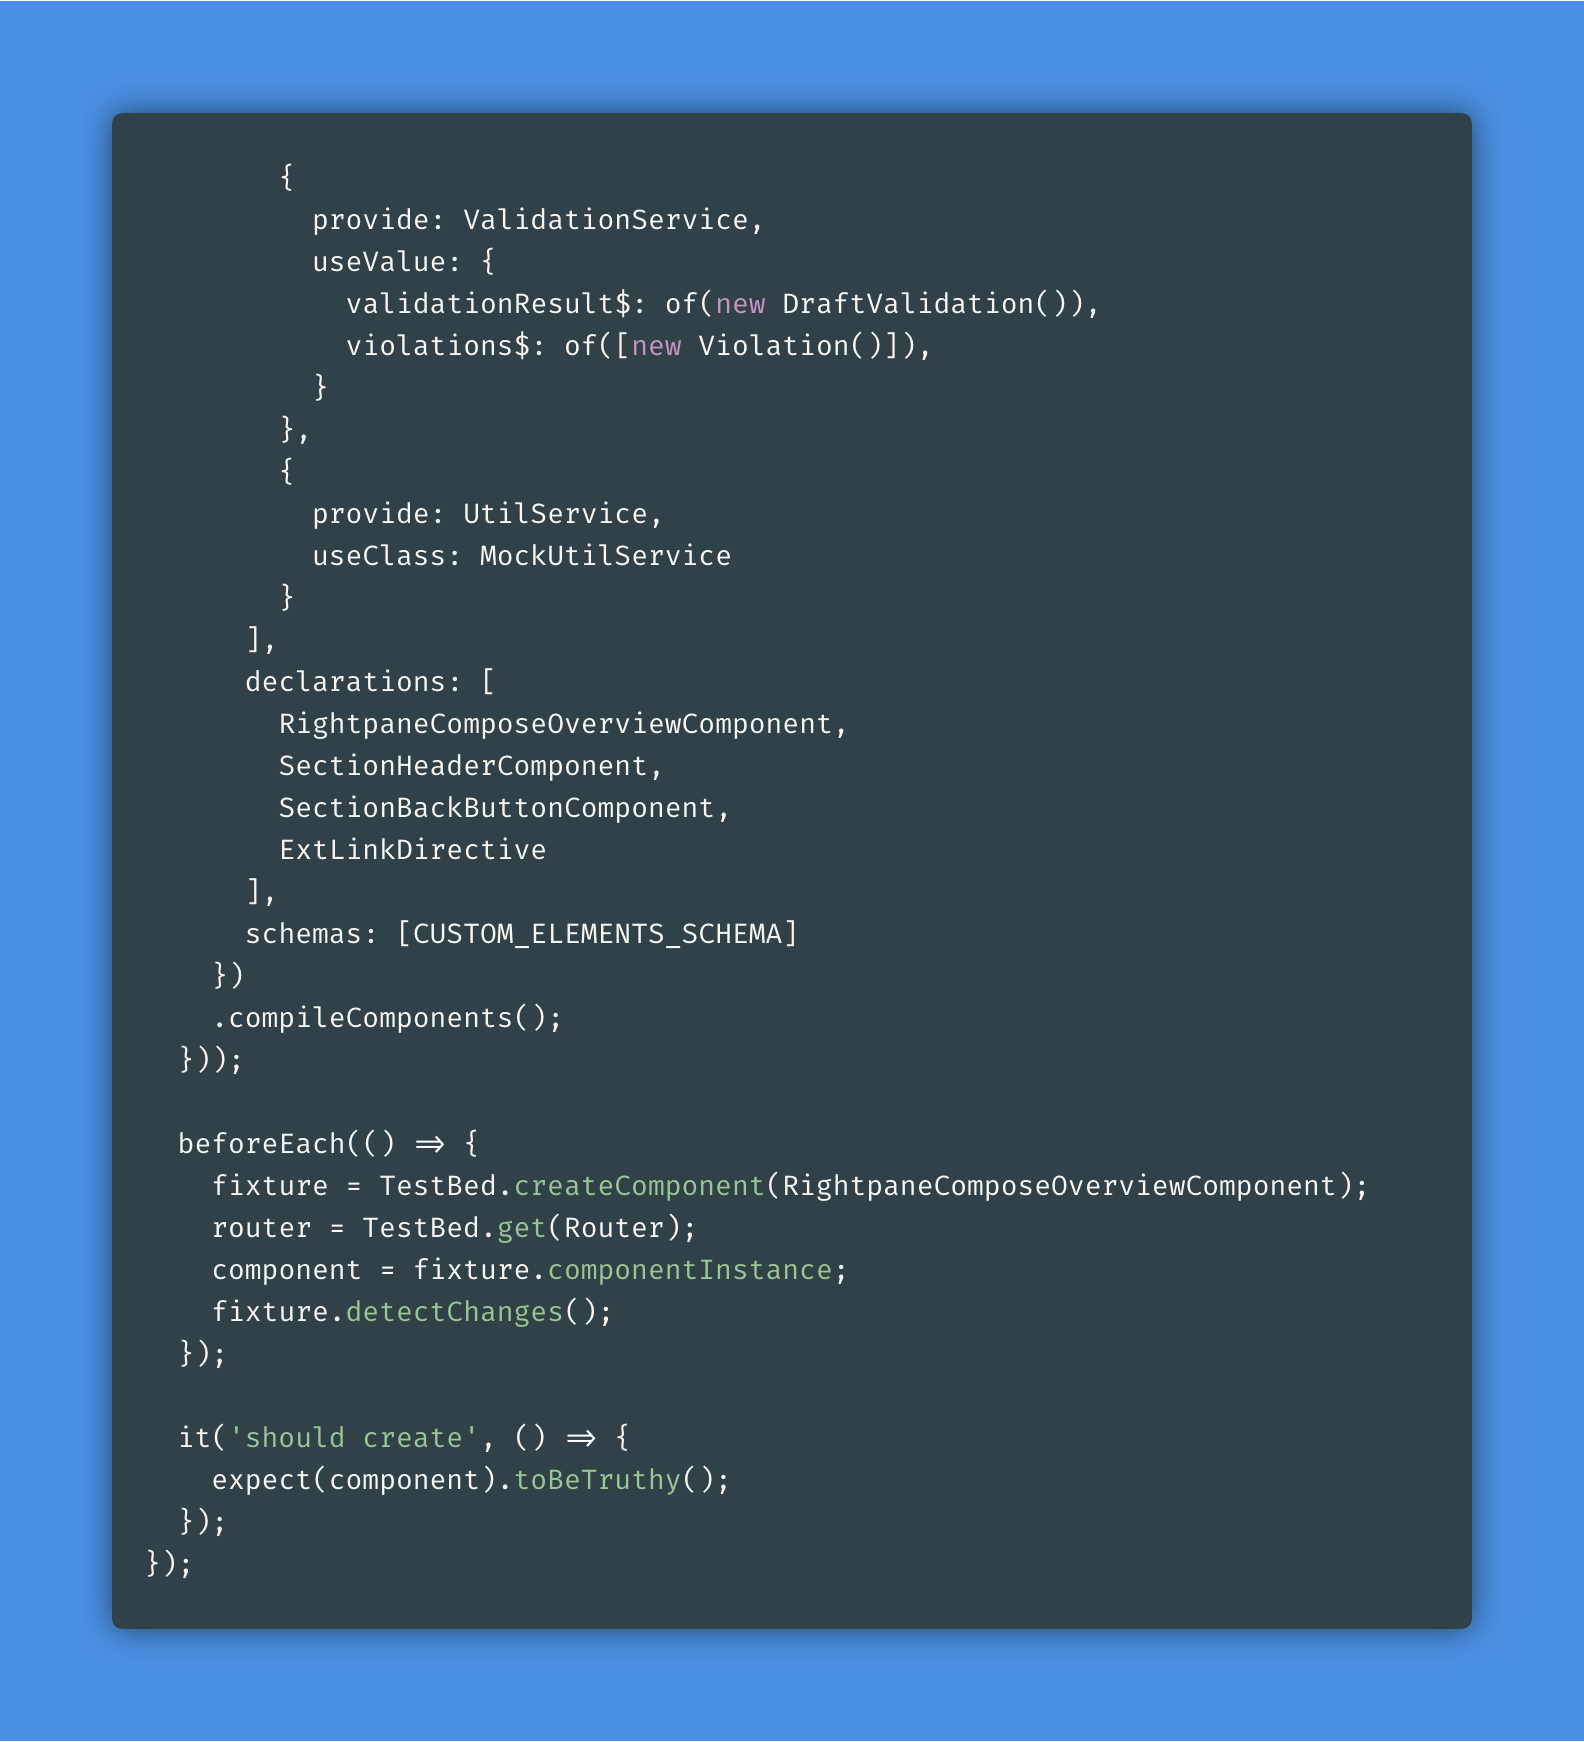 {
          provide: ValidationService,
          useValue: {
            validationResult$: of(new DraftValidation()),
            violations$: of([new Violation()]),
          }
        },
        {
          provide: UtilService,
          useClass: MockUtilService
        }
      ],
      declarations: [
        RightpaneComposeOverviewComponent,
        SectionHeaderComponent,
        SectionBackButtonComponent,
        ExtLinkDirective
      ],
      schemas: [CUSTOM_ELEMENTS_SCHEMA]
    })
    .compileComponents();
  }));

  beforeEach(() => {
    fixture = TestBed.createComponent(RightpaneComposeOverviewComponent);
    router = TestBed.get(Router);
    component = fixture.componentInstance;
    fixture.detectChanges();
  });

  it('should create', () => {
    expect(component).toBeTruthy();
  });
});